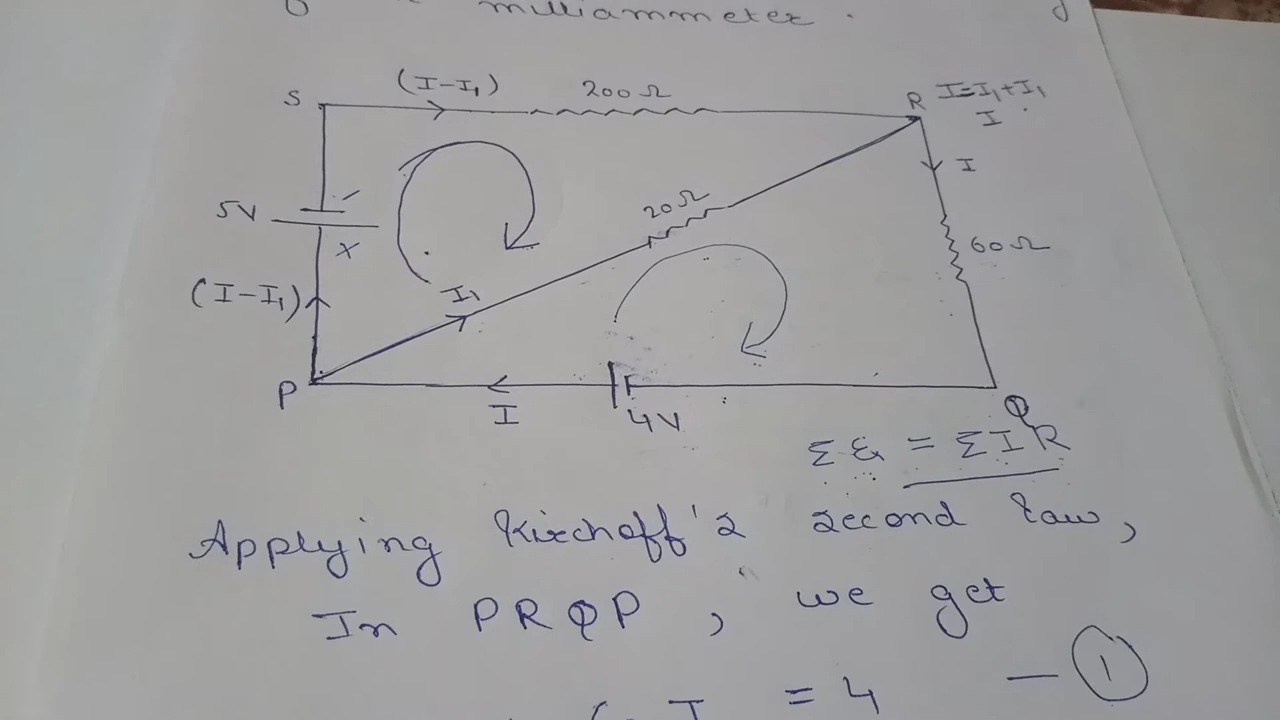 milliammeter.
S (I-I₁) 200Ω R I=I₁+I₁
I
I
5V
20Ω
60Ω
(I-I₁)
I₁
P I 4V Q
Σε = ΣIR
Applying Kirchoff's second law,
In PRQP, we get
I = 4 — 1